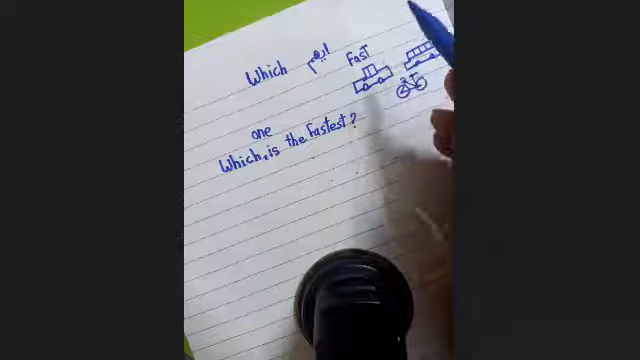 Which ايهم Fast
one
Which is the fastest?